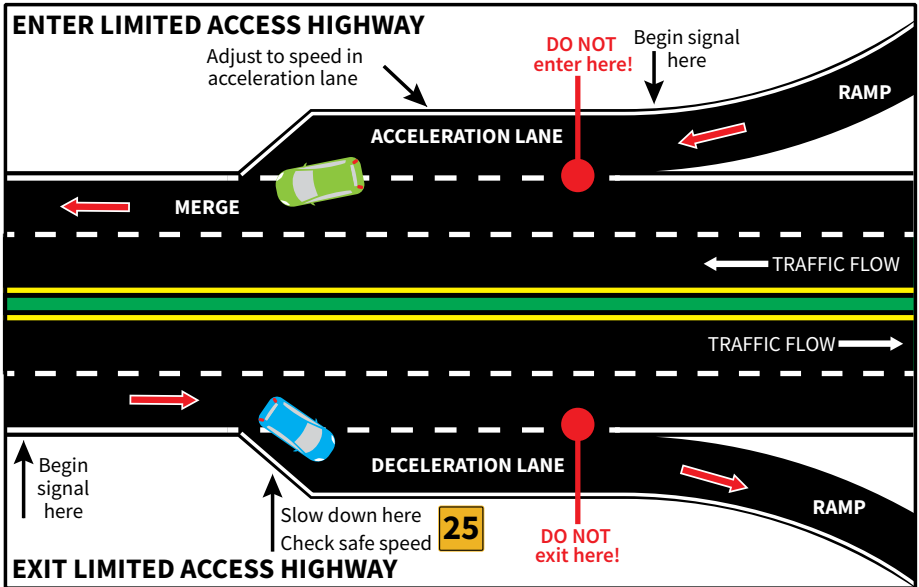 ENTER LIMITED ACCESS HIGHWAY
Adjust to speed in
acceleration lane
DO NOT
enter here!
Begin signal
here
RAMP
ACCELERATION LANE
MERGE
TRAFFIC FLOW
TRAFFIC FLOW
Begin
signal
here
DECELERATION LANE
RAMP
Slow down here
Check safe speed
25
DO NOT
exit here!
EXIT LIMITED ACCESS HIGHWAY